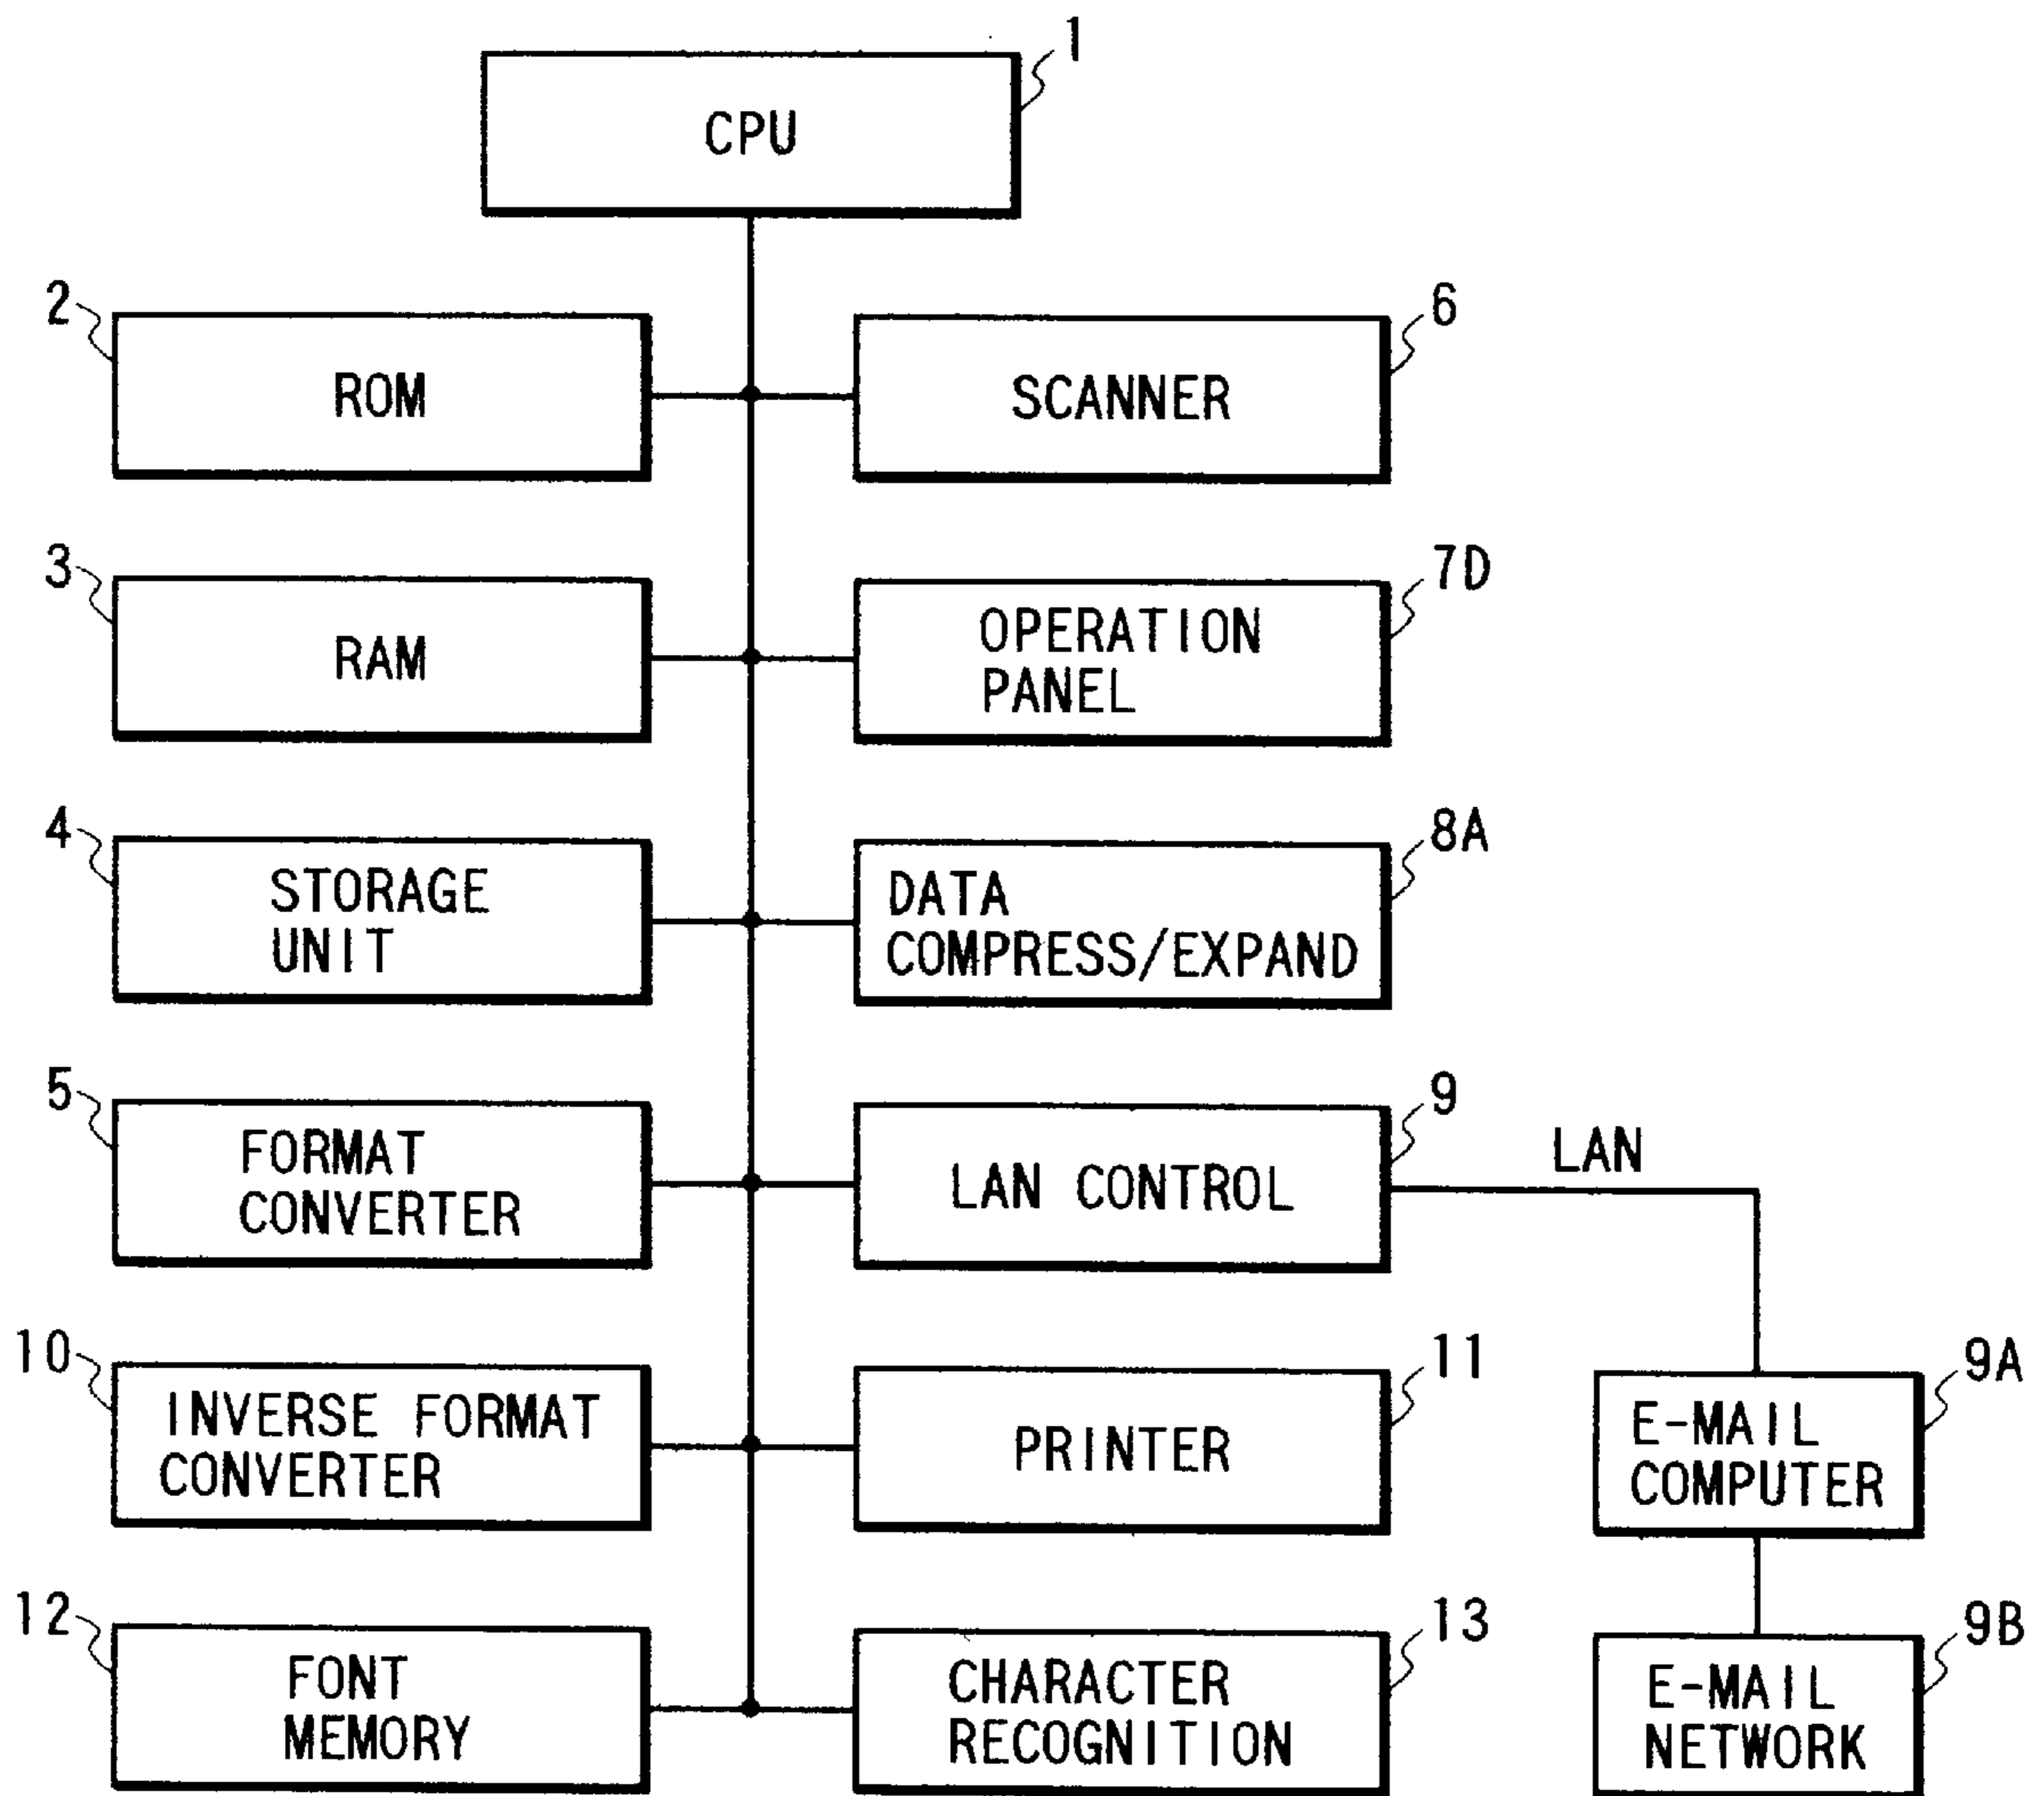 1
CPU
2
ROM
6
SCANNER
3
RAM
7D
OPERATION
PANEL
4
STORAGE
UNIT
8A
DATA
COMPRESS/EXPAND
5
FORMAT
CONVERTER
9
LAN CONTROL
LAN
10
INVERSE FORMAT
CONVERTER
11
PRINTER
9A
E-MAIL
COMPUTER
12
FONT
MEMORY
13
CHARACTER
RECOGNITION
9B
E-MAIL
NETWORK